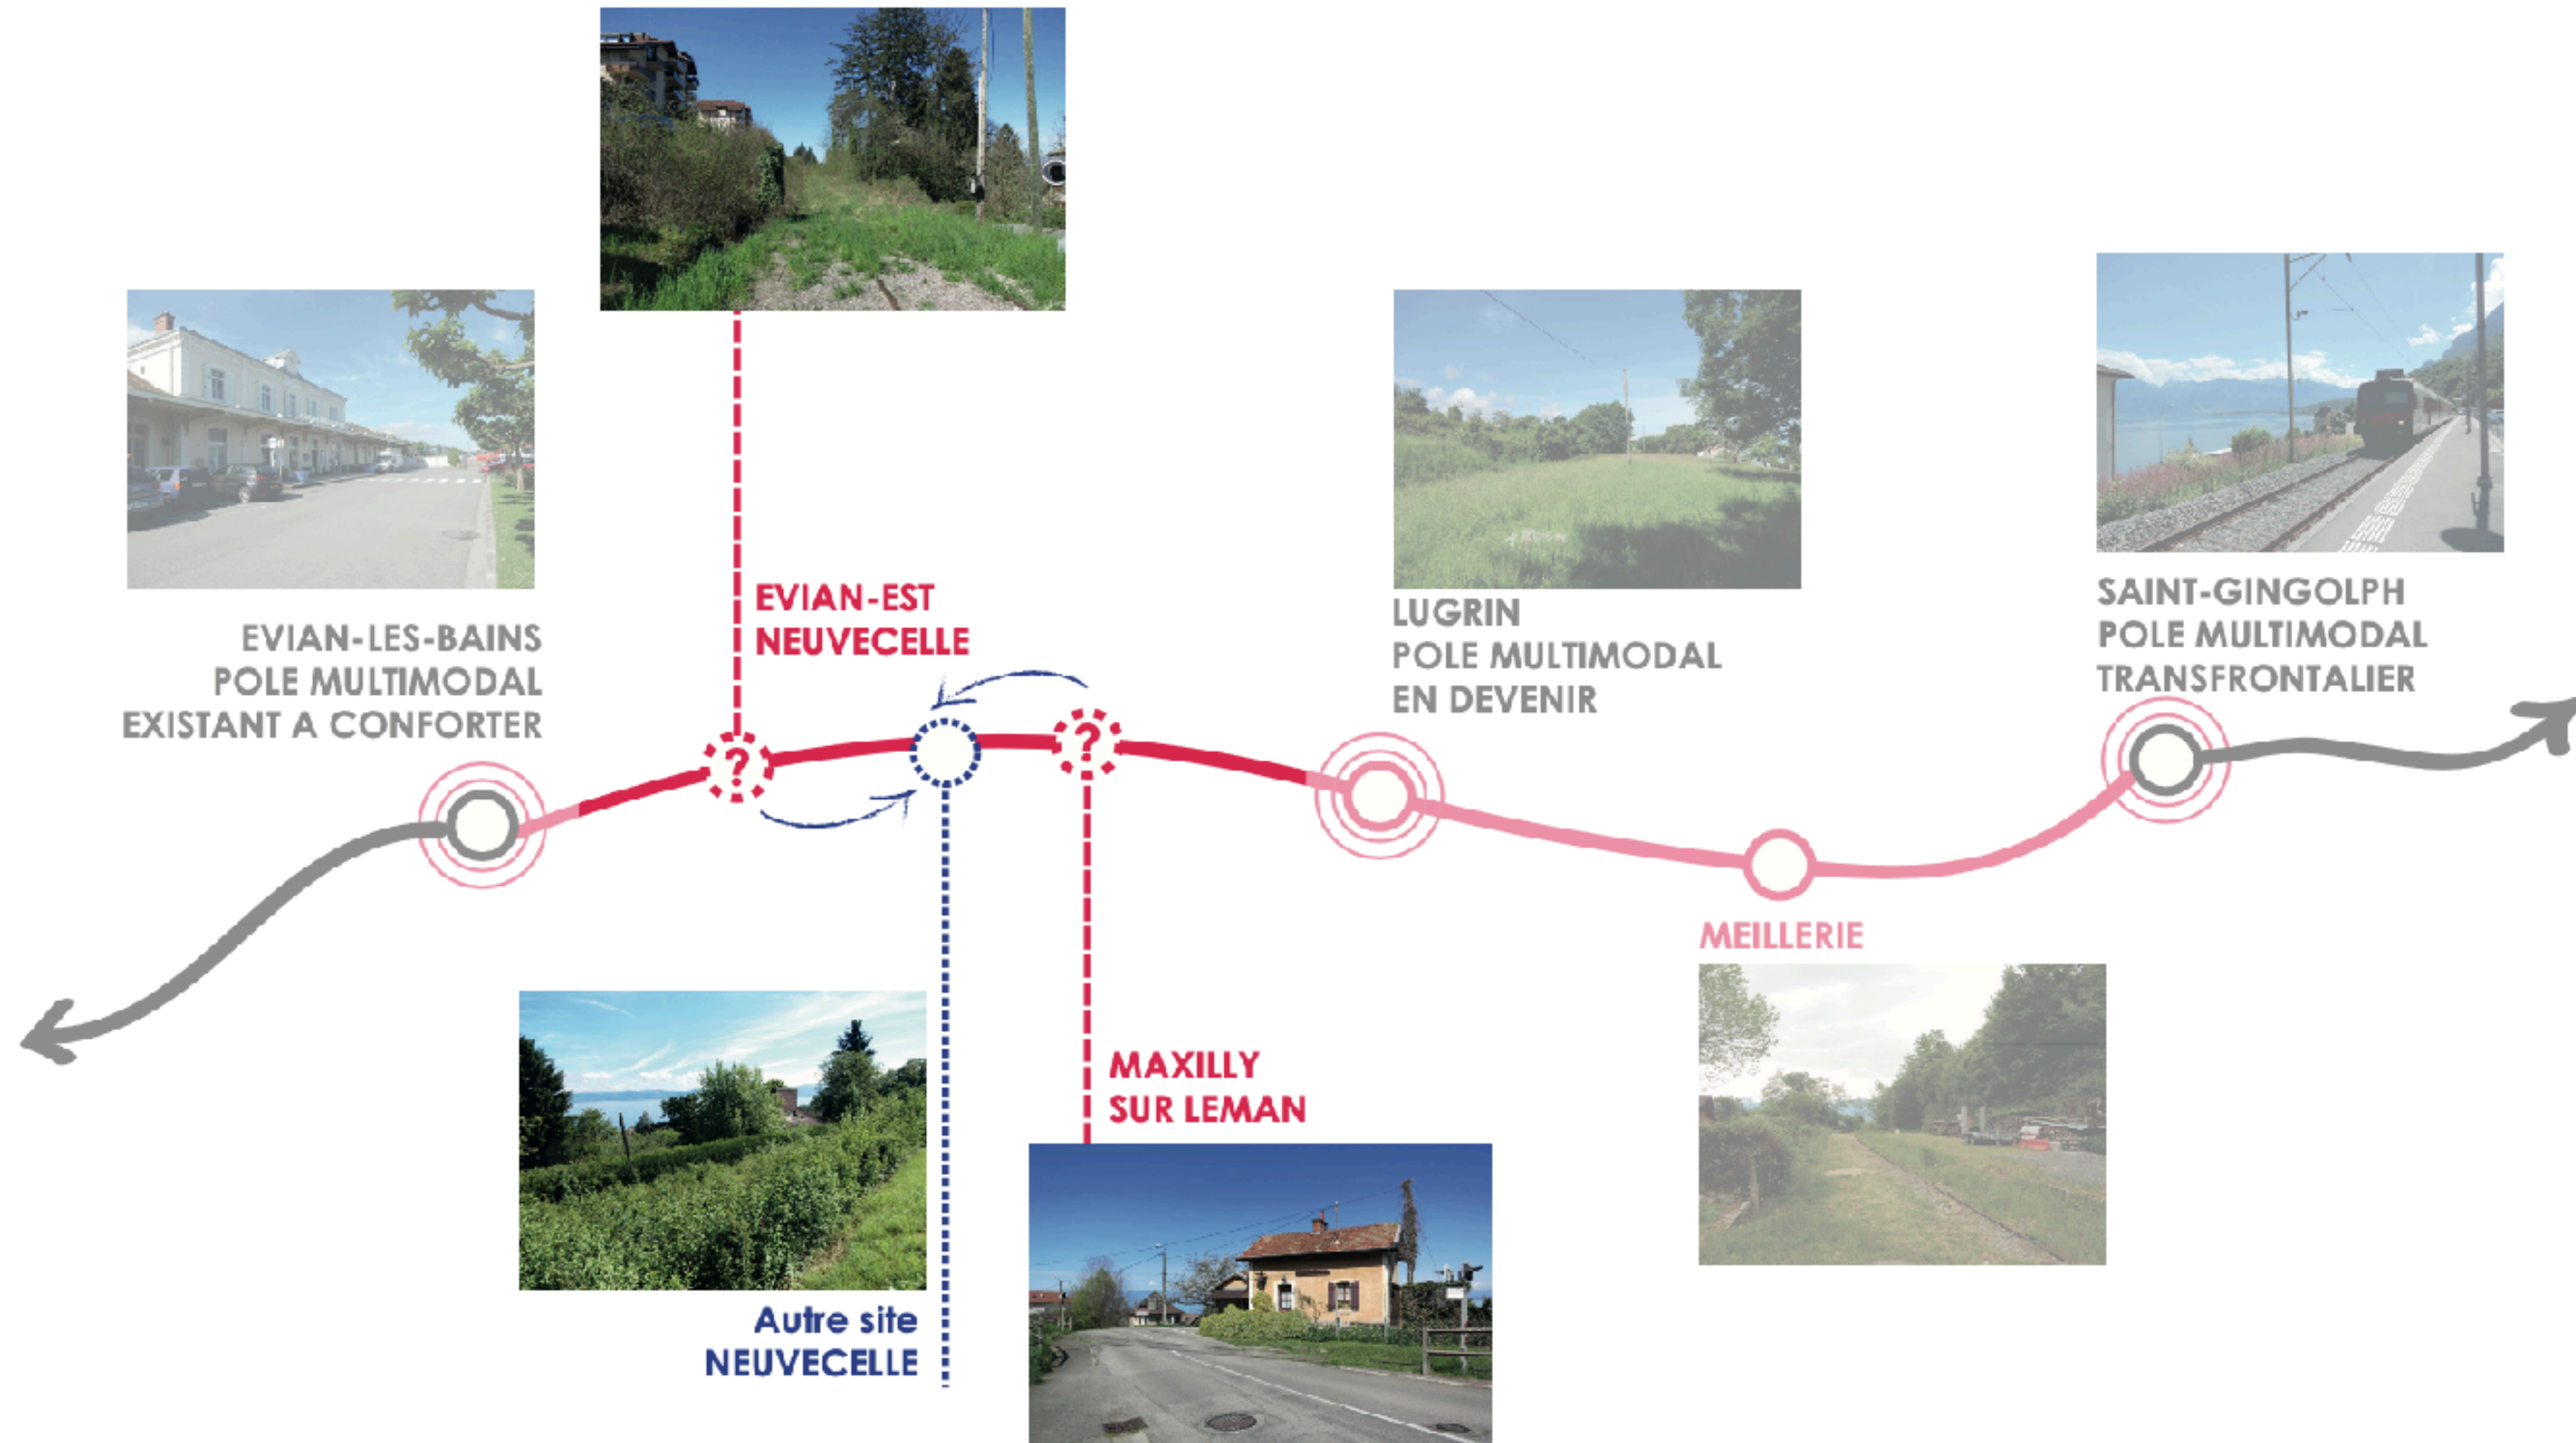 EVIAN-LES-BAINS
POLE MULTIMODAL
EXISTANT A CONFORTER
EVIAN-EST
NEUVECELLE
LUGRIN
POLE MULTIMODAL
EN DEVENIR
SAINT-GINGOLPH
POLE MULTIMODAL
TRANSFRONTALIER
?
?
MEILLERIE
MAXILLY
SUR LEMAN
Autre site
NEUVECELLE